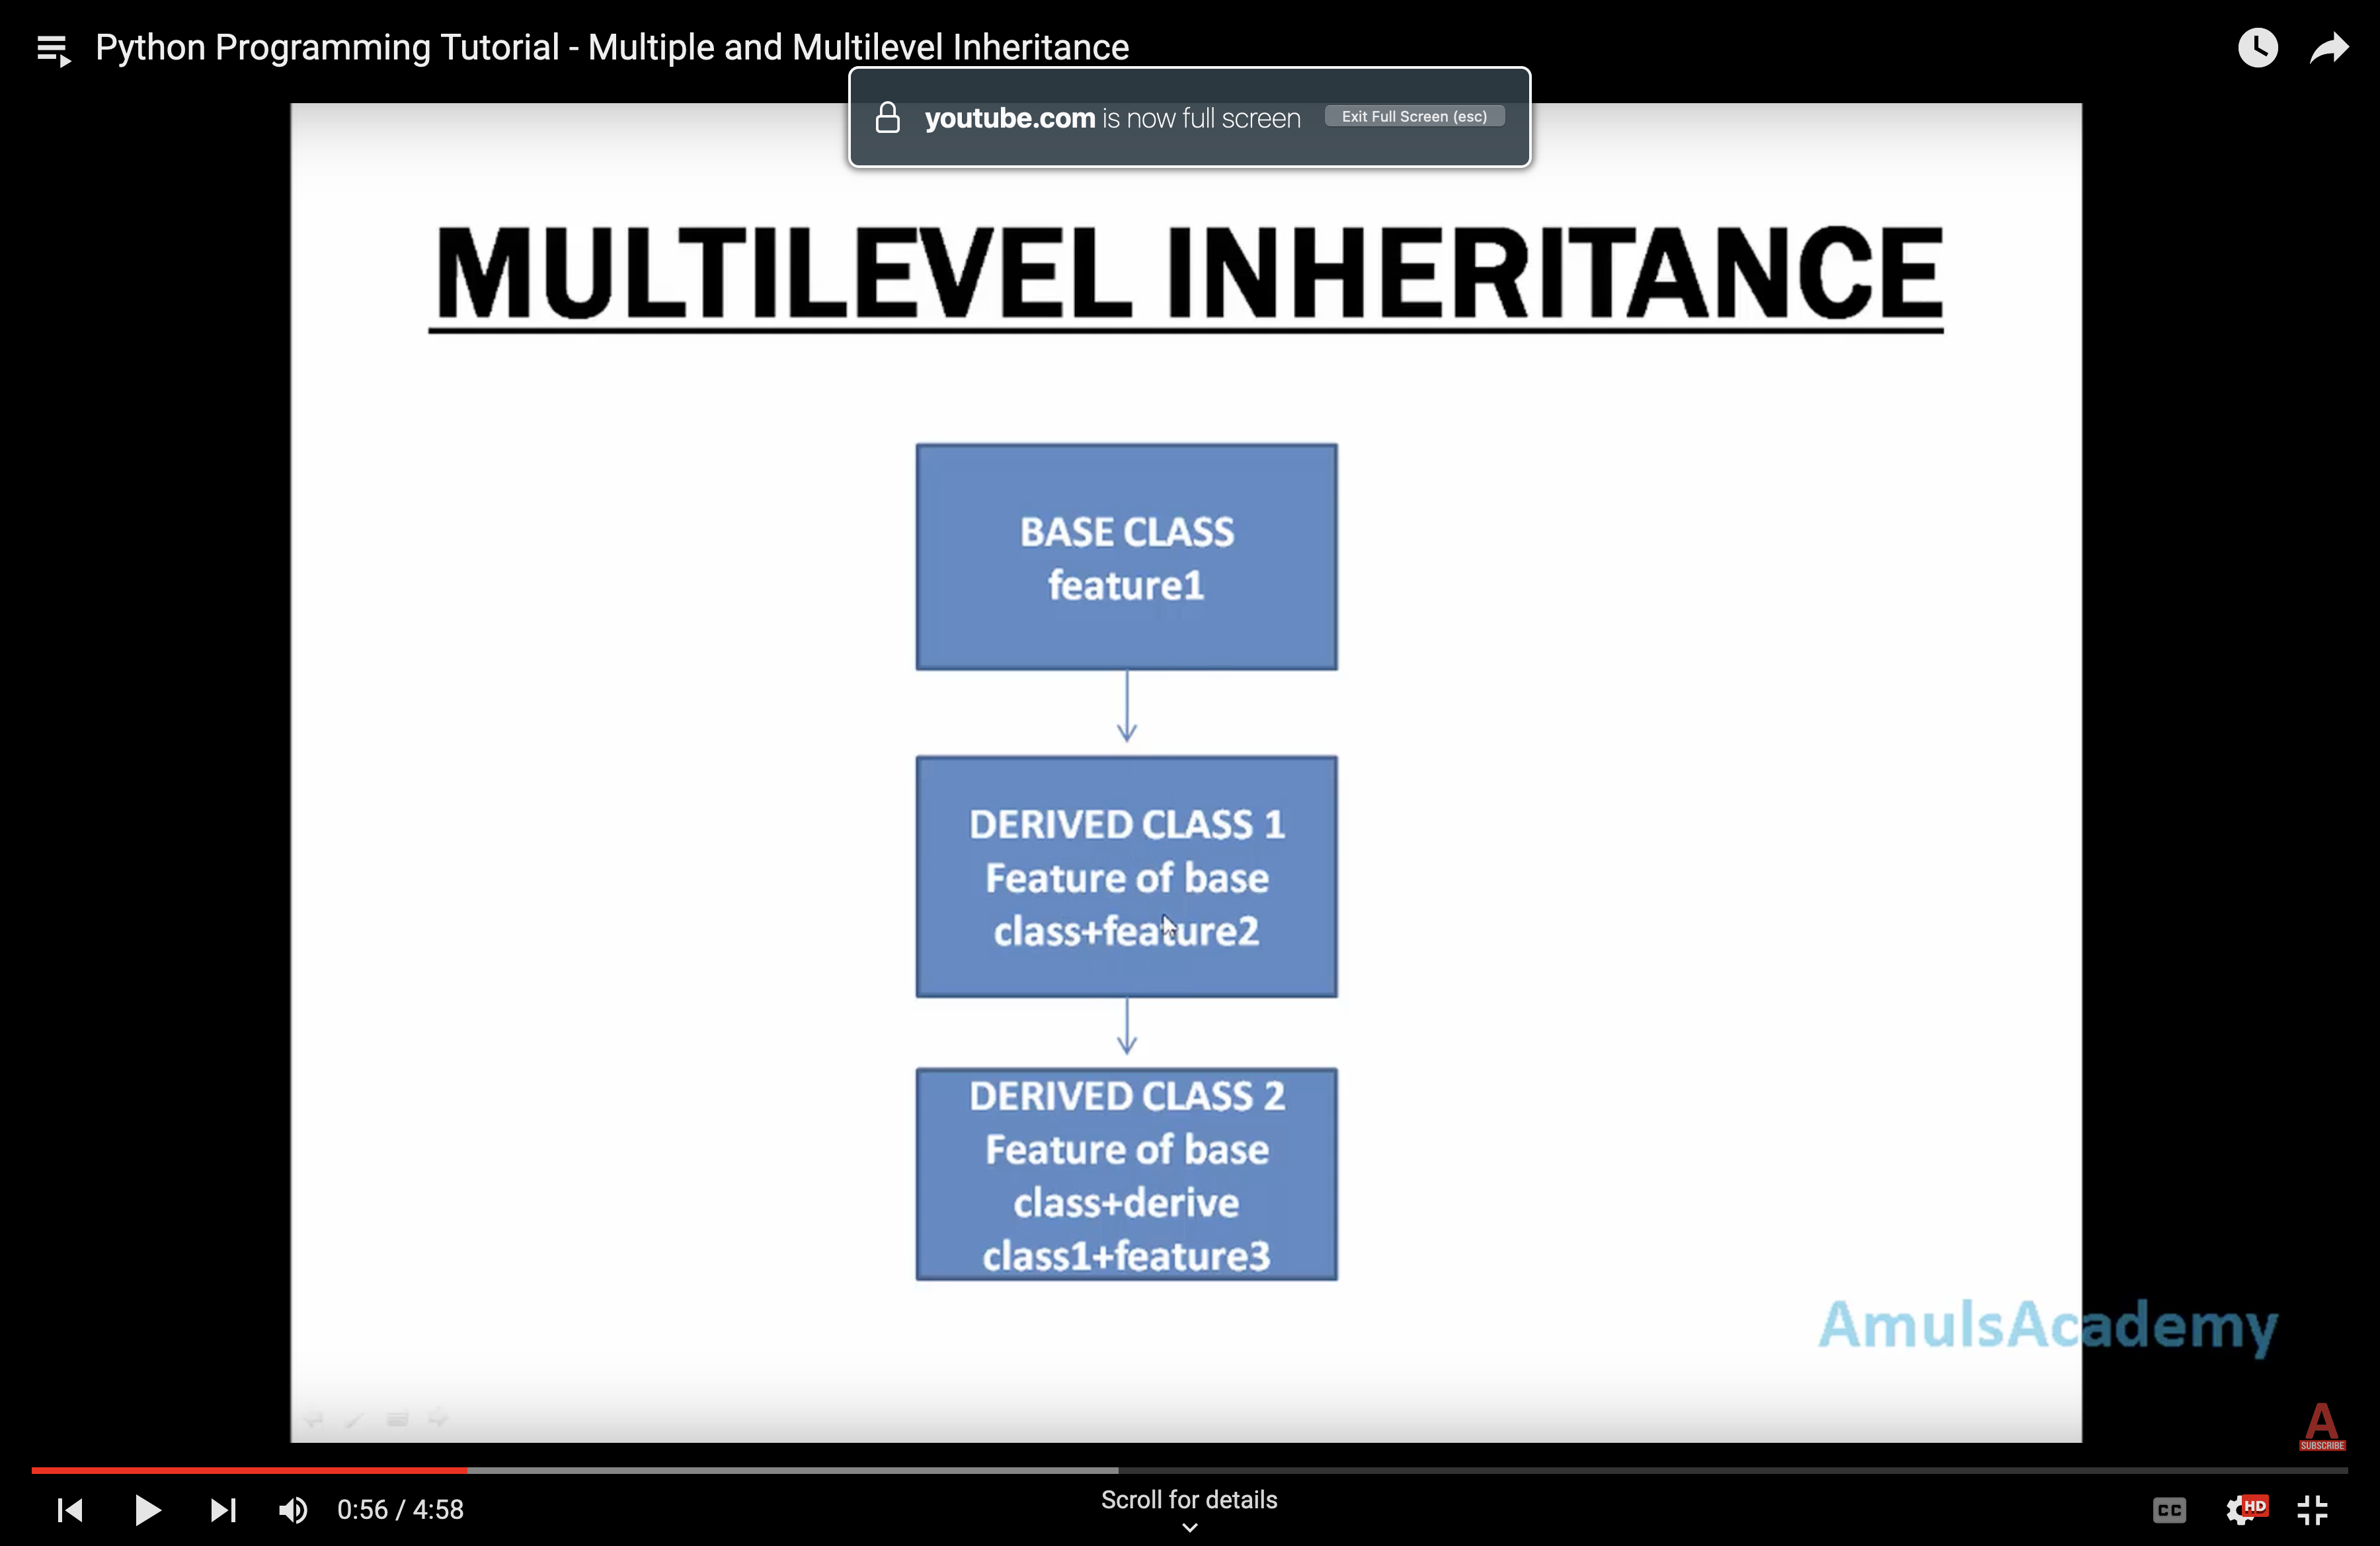 Python Programming Tutorial - Multiple and Multilevel Inheritance
youtube.com is now full screen
Exit Full Screen (esc)
MULTILEVEL INHERITANCE
BASE CLASS
feature1
DERIVED CLASS 1
Feature of base
class+feature2
DERIVED CLASS 2
Feature of base
class+derive
class1+feature3
AmulsAcademy
A
SUBSCRIBE
0:56 / 4:58
Scroll for details
CC
HD